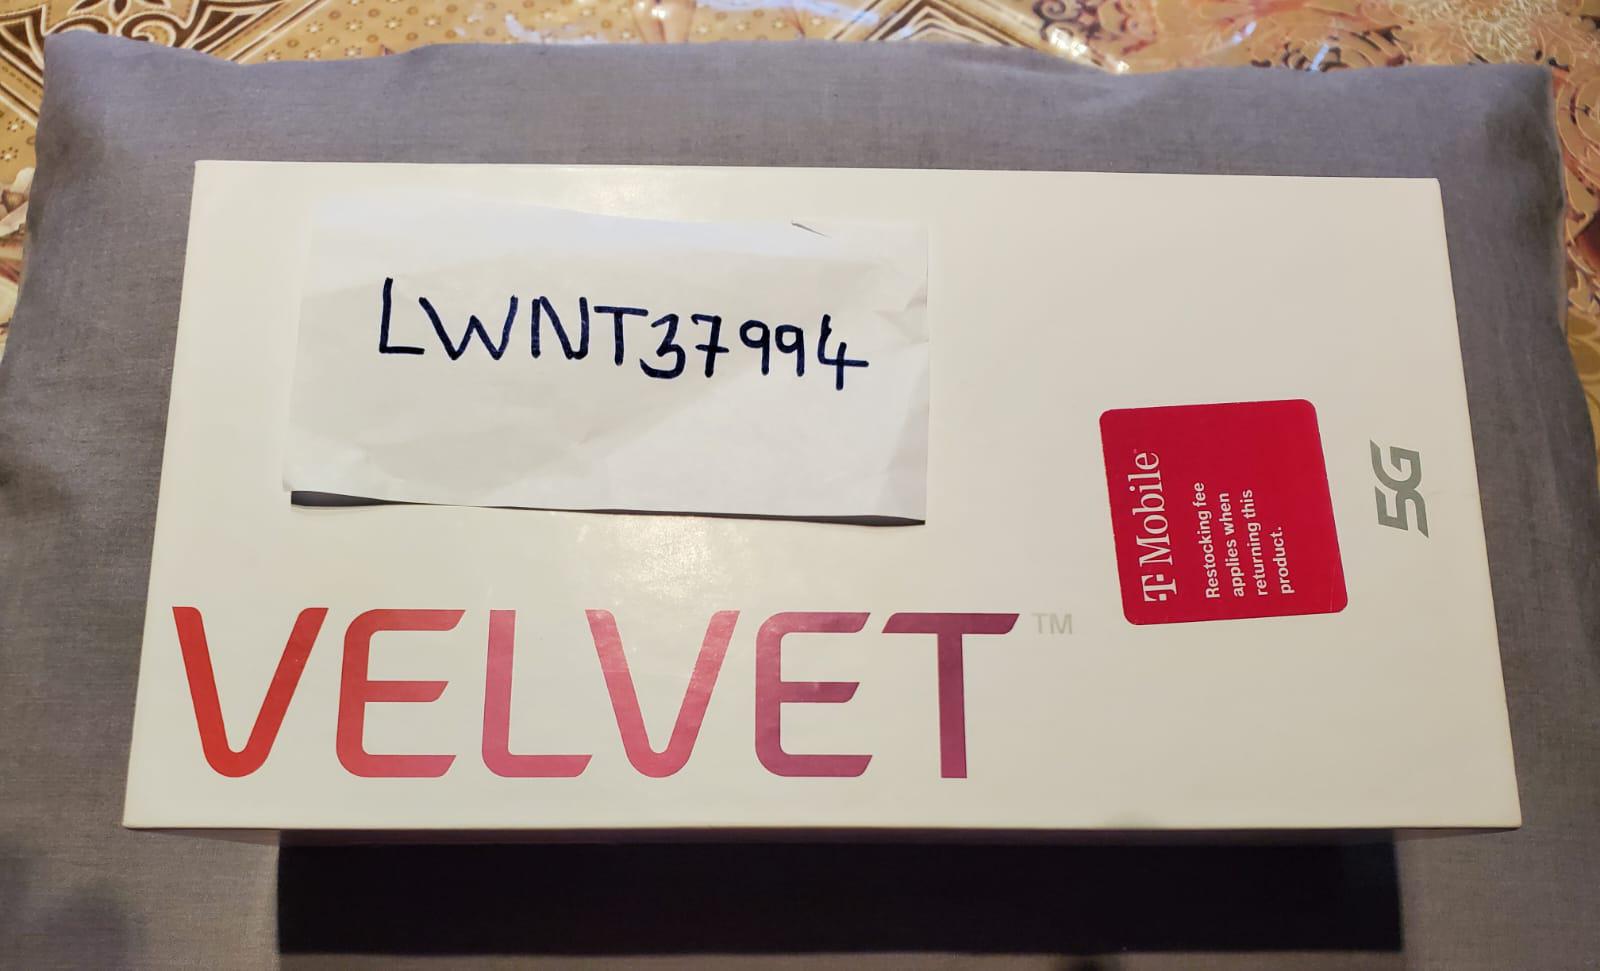 LWNT37994
VELVET™
T Mobile
Restocking fee
applies when
returning this
product.
5G